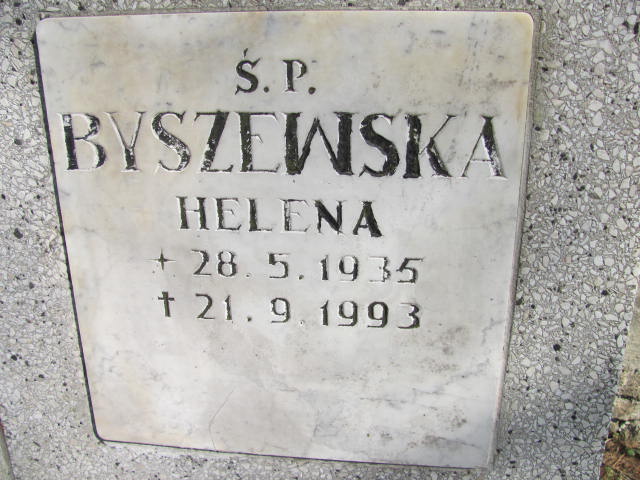 Ś.P.
BYSZEWSKA
HELENA
+ 28.5.1935
† 21.9.1993